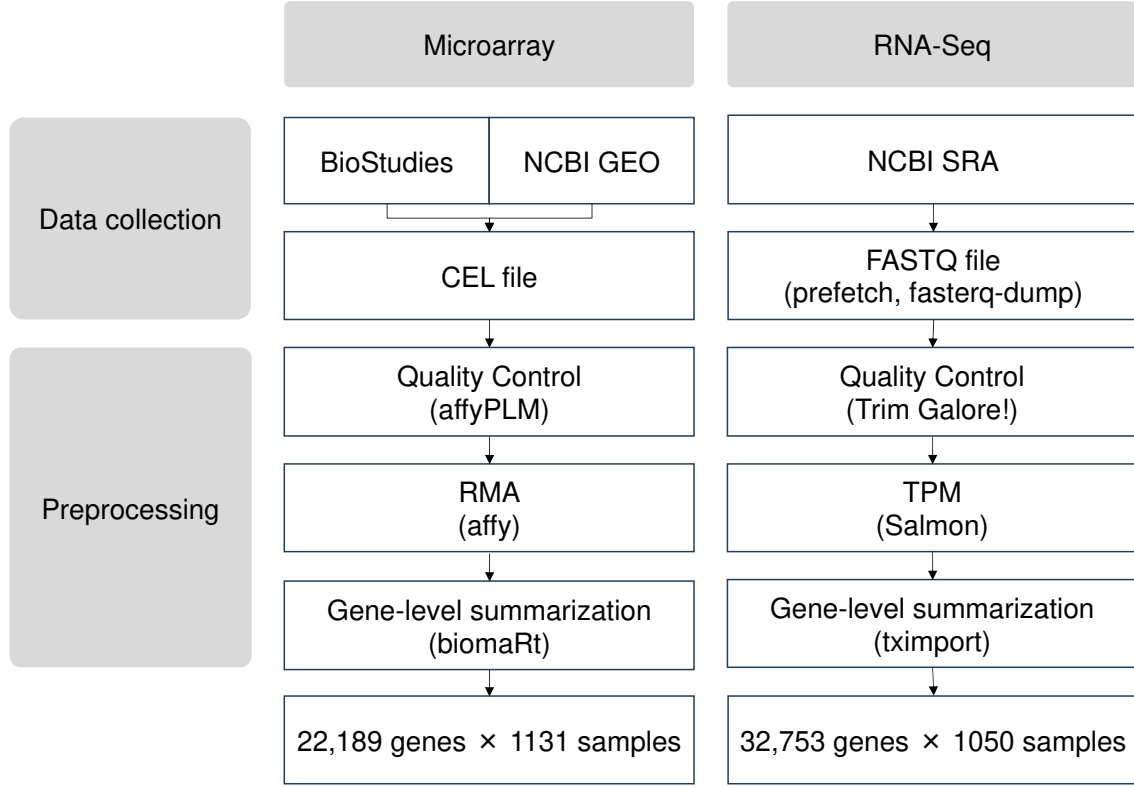 Microarray
RNA-Seq
Data collection
BioStudies
NCBI GEO
NCBI SRA
CEL file
FASTQ file
(prefetch, fasterq-dump)
Preprocessing
Quality Control
(affyPLM)
Quality Control
(Trim Galore!)
RMA
(affy)
TPM
(Salmon)
Gene-level summarization
(biomaRt)
Gene-level summarization
(tximport)
22,189 genes × 1131 samples
32,753 genes × 1050 samples